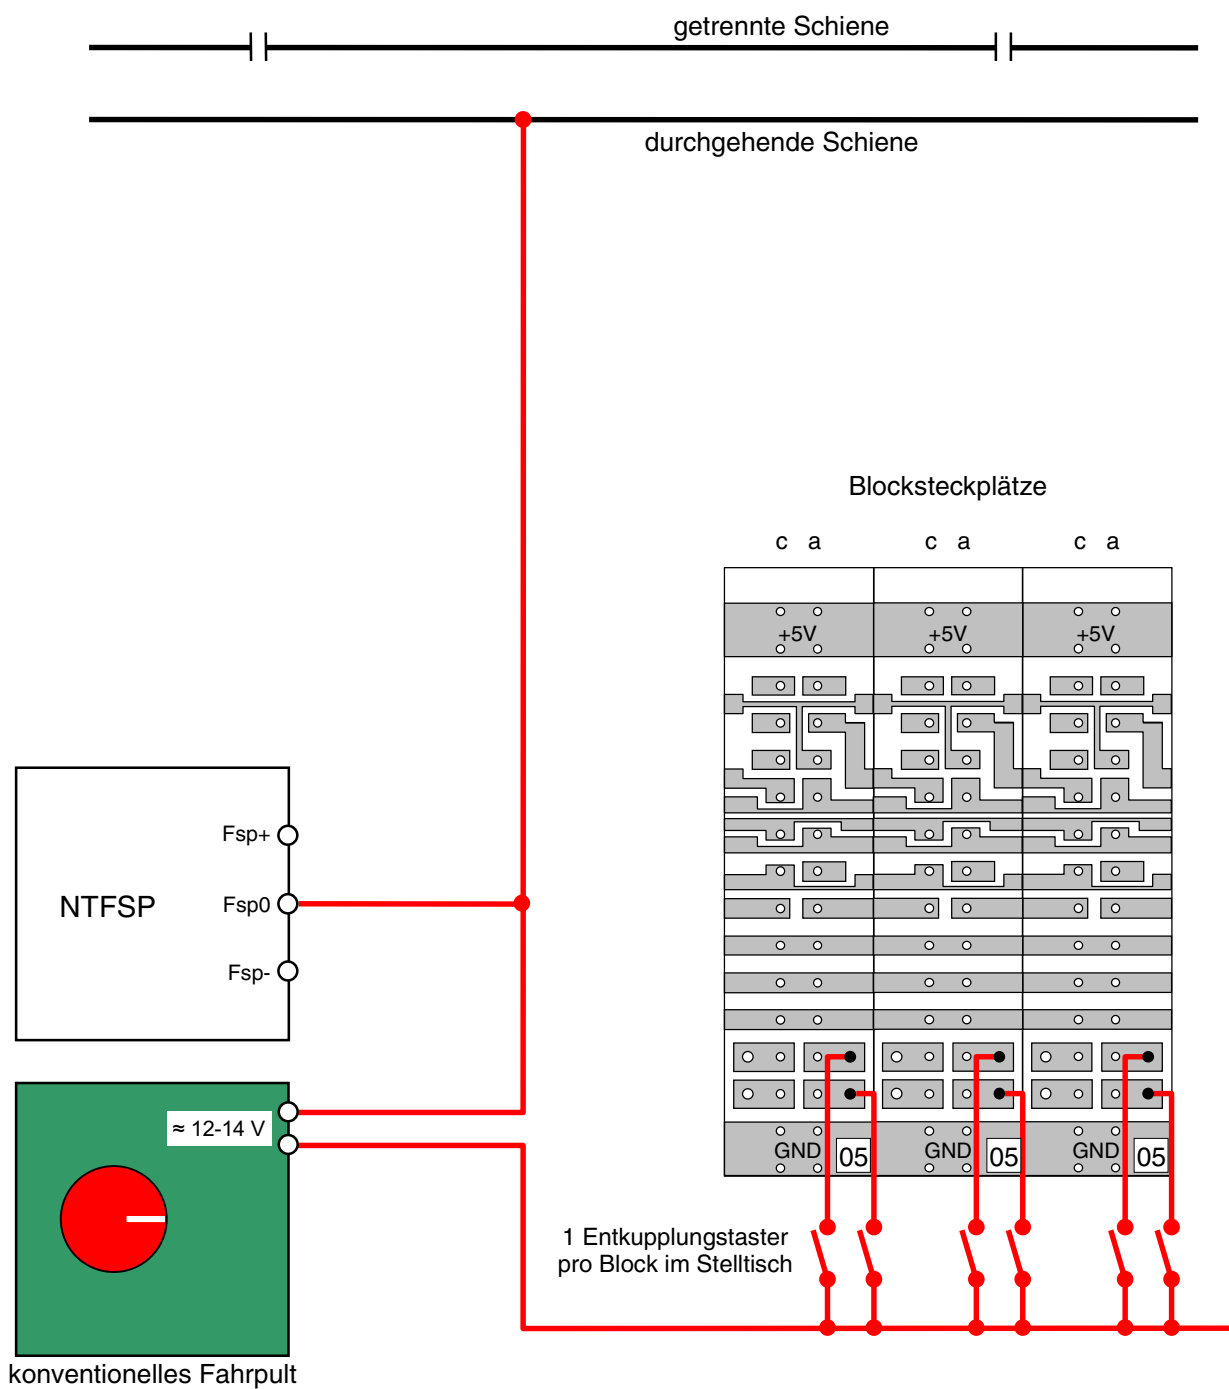 getrennte Schiene
durchgehende Schiene
Blocksteckplätze
c a c a c a
+5V +5V +5V
Fsp+
NTFSP Fsp0
Fsp-
≈ 12-14 V
GND 05 GND 05 GND 05
1 Entkupplungstaster
pro Block im Stelltisch
konventionelles Fahrpult